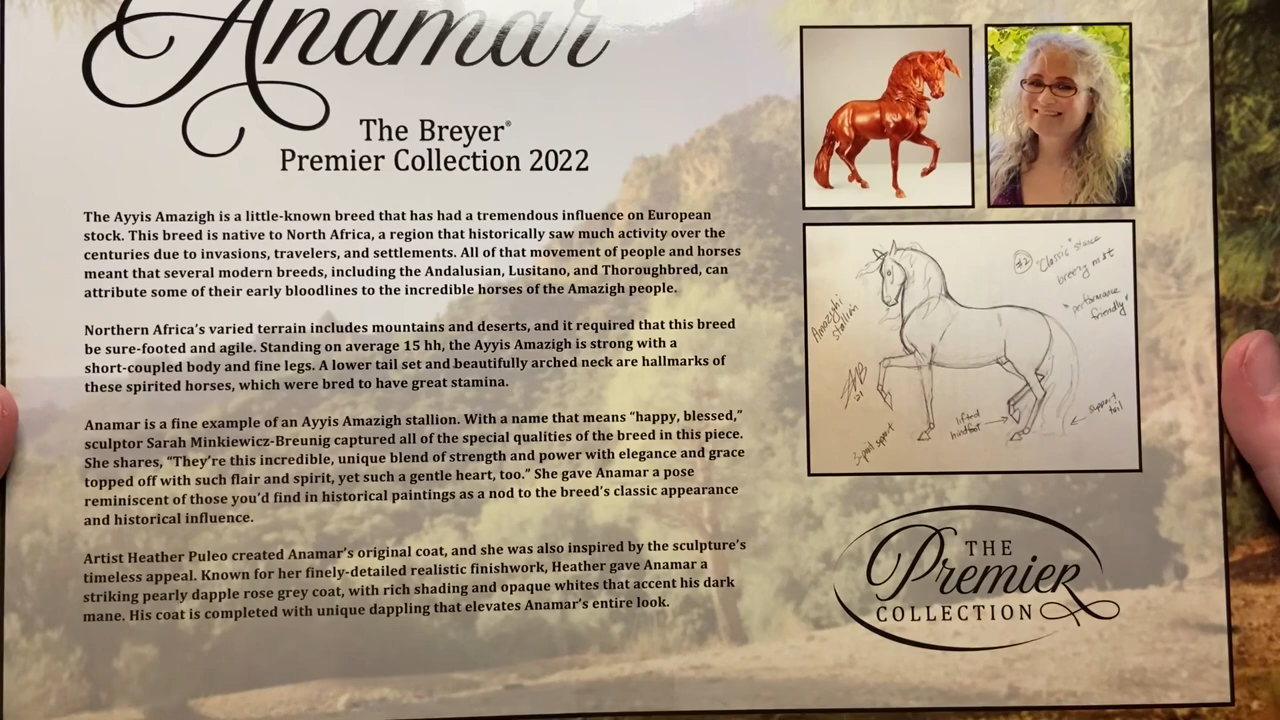 Anamar
The Breyer®
Premier Collection 2022
The Ayyis Amazigh is a little-known breed that has had a tremendous influence on European
stock. This breed is native to North Africa, a region that historically saw much activity over the
centuries due to invasions, travelers, and settlements. All of that movement of people and horses
meant that several modern breeds, including the Andalusian, Lusitano, and Thoroughbred, can
attribute some of their early bloodlines to the incredible horses of the Amazigh people.
Northern Africa's varied terrain includes mountains and deserts, and it required that this breed
be sure-footed and agile. Standing on average 15 hh, the Ayyis Amazigh is strong with a
short-coupled body and fine legs. A lower tail set and beautifully arched neck are hallmarks of
these spirited horses, which were bred to have great stamina.
Anamar is a fine example of an Ayyis Amazigh stallion. With a name that means "happy, blessed,"
sculptor Sarah Minkiewicz-Breunig captured all of the special qualities of the breed in this piece.
She shares, "They're this incredible, unique blend of strength and power with elegance and grace
topped off with such flair and spirit, yet such a gentle heart, too." She gave Anamar a pose
reminiscent of those you'd find in historical paintings as a nod to the breed's classic appearance
and historical influence.
Artist Heather Puleo created Anamar's original coat, and she was also inspired by the sculpture's
timeless appeal. Known for her finely-detailed realistic finishwork, Heather gave Anamar a
striking pearly dapple rose grey coat, with rich shading and opaque whites that accent his dark
mane. His coat is completed with unique dappling that elevates Anamar's entire look.
#2 "Classic" stance
"performance
friendly"
stallion
lifted
hindfoot
support
tail
THE
Premier
COLLECTION